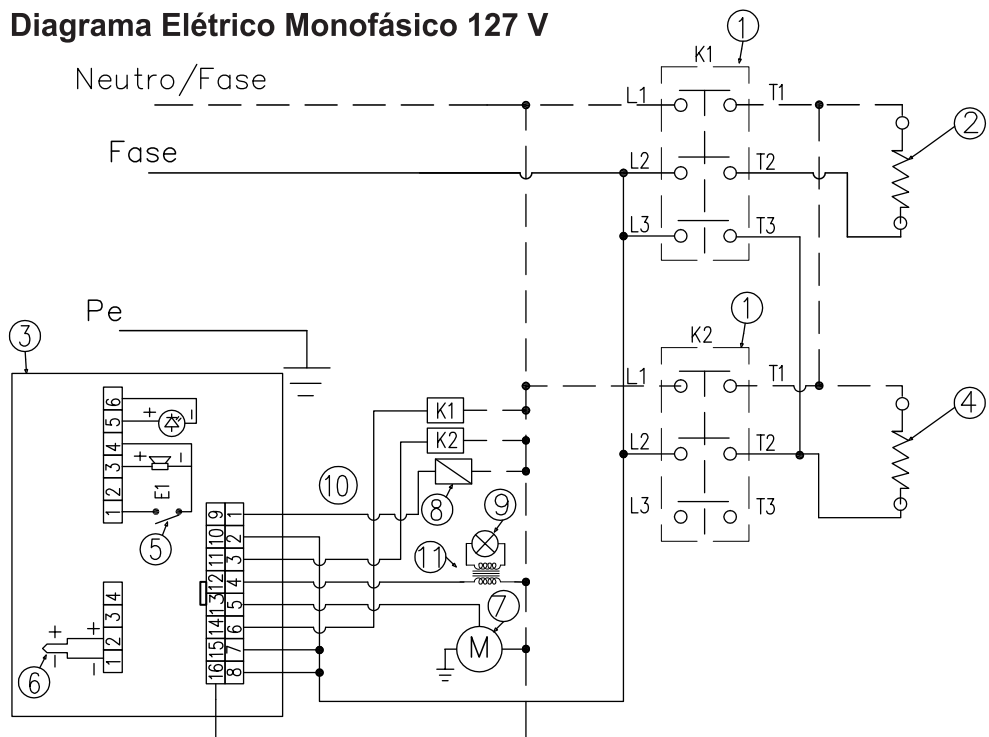 Diagrama Elétrico Monofásico 127 V
1
K1
Neutro/Fase
L1 T1
2
Fase
L2 T2
L3 T3
Pe
1
3
K2
L1 T1
6
5
4
3
2
1
+ -
+ -
E1
5
K1
K2
8
4
L2 T2
10
9
L3 T3
11
9 1
10 2
11 3
12 4
13 5
14 6
15 7
16 8
4
3
2
1
+ +
- -
6
7
M